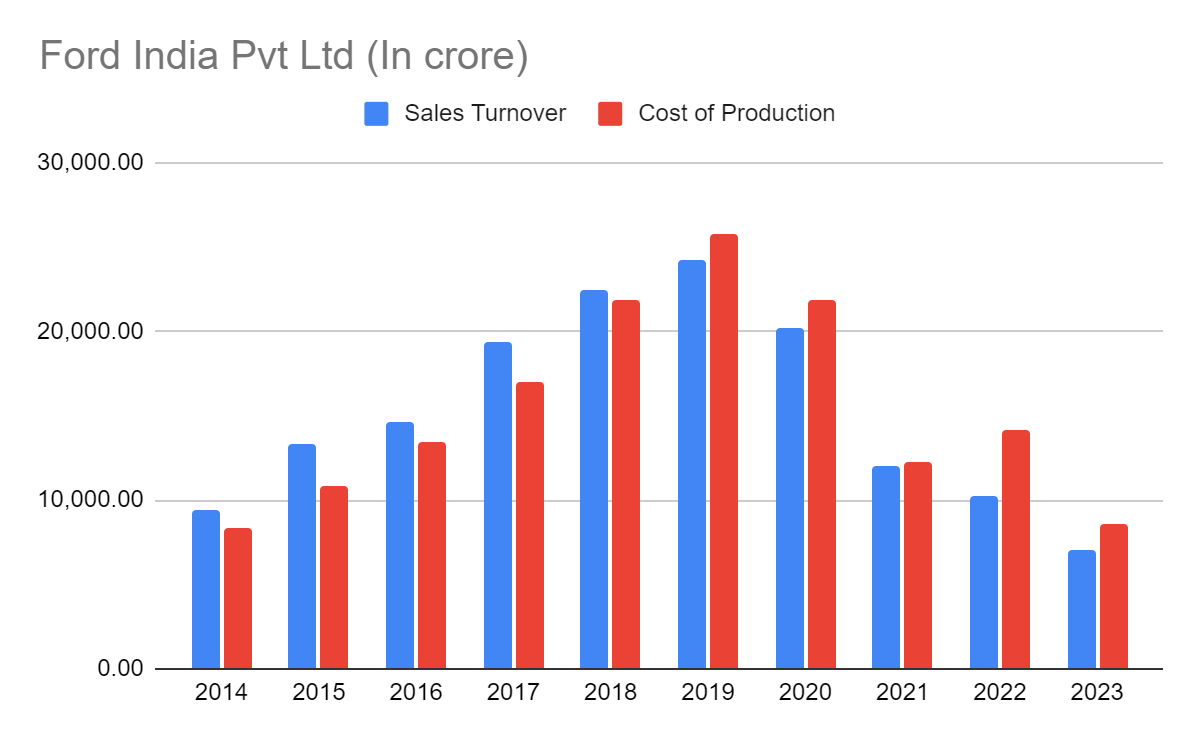 Ford India Pvt Ltd (In crore)
Sales Turnover Cost of Production
30,000.00
20,000.00
10,000.00
0.00
2014 2015 2016 2017 2018 2019 2020 2021 2022 2023